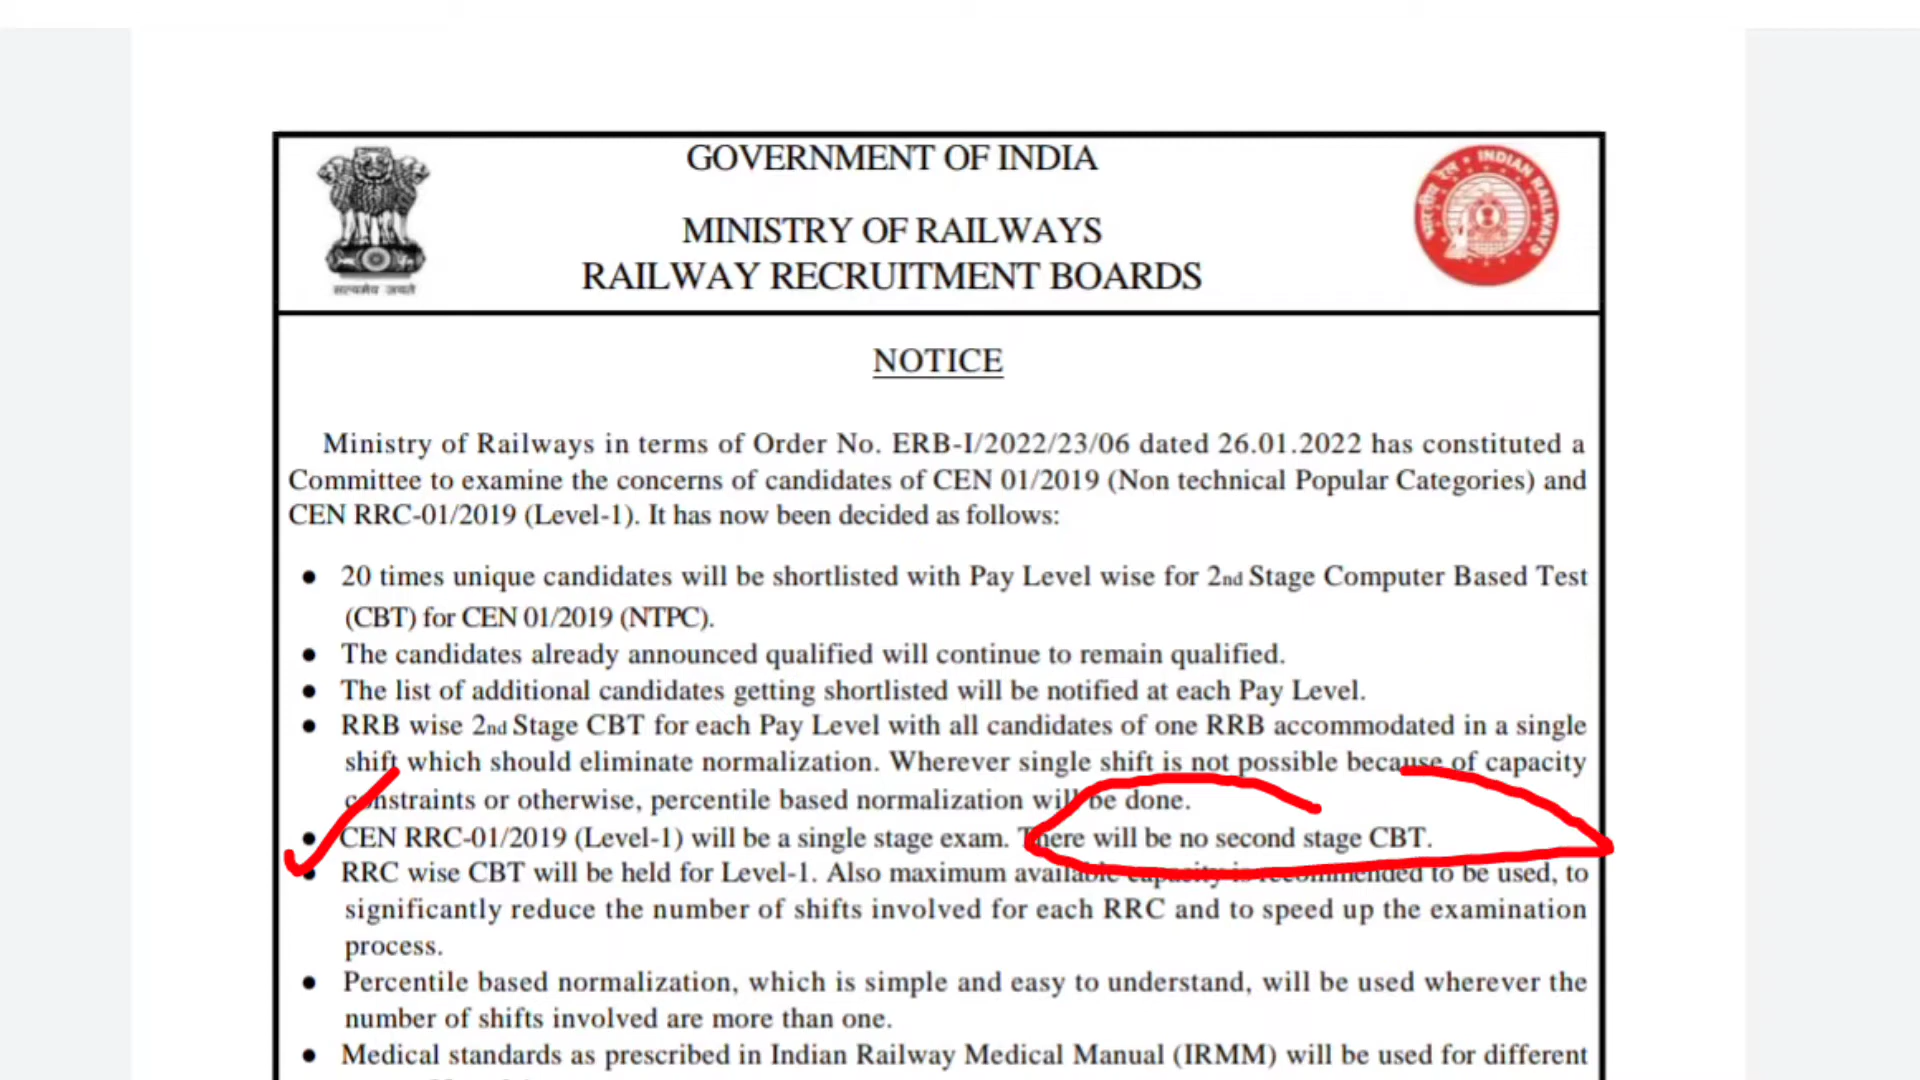 GOVERNMENT OF INDIA
MINISTRY OF RAILWAYS
RAILWAY RECRUITMENT BOARDS
सत्यमेव जयते
भारतीय रेल
INDIAN RAILWAYS
NOTICE
Ministry of Railways in terms of Order No. ERB-I/2022/23/06 dated 26.01.2022 has constituted a
Committee to examine the concerns of candidates of CEN 01/2019 (Non technical Popular Categories) and
CEN RRC-01/2019 (Level-1). It has now been decided as follows:
● 20 times unique candidates will be shortlisted with Pay Level wise for 2nd Stage Computer Based Test
(CBT) for CEN 01/2019 (NTPC).
● The candidates already announced qualified will continue to remain qualified.
● The list of additional candidates getting shortlisted will be notified at each Pay Level.
● RRB wise 2nd Stage CBT for each Pay Level with all candidates of one RRB accommodated in a single
shift which should eliminate normalization. Wherever single shift is not possible because of capacity
constraints or otherwise, percentile based normalization will be done.
● CEN RRC-01/2019 (Level-1) will be a single stage exam. There will be no second stage CBT.
● RRC wise CBT will be held for Level-1. Also maximum available capacity is recommended to be used, to
significantly reduce the number of shifts involved for each RRC and to speed up the examination
process.
● Percentile based normalization, which is simple and easy to understand, will be used wherever the
number of shifts involved are more than one.
● Medical standards as prescribed in Indian Railway Medical Manual (IRMM) will be used for different